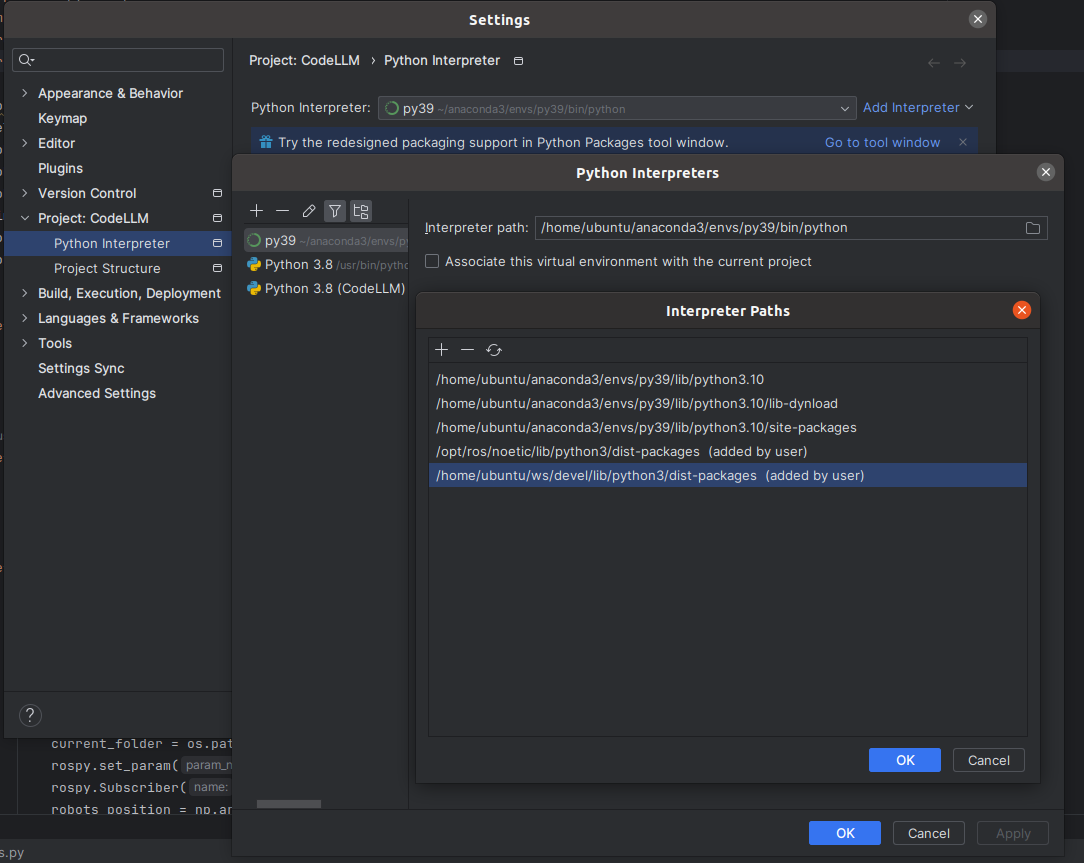 Settings
Project: CodeLLM › Python Interpreter
Appearance & Behavior
Keymap
Editor
Plugins
Version Control
Project: CodeLLM
Python Interpreter
Project Structure
Build, Execution, Deployment
Languages & Frameworks
Tools
Settings Sync
Advanced Settings
?
Python Interpreter: py39 ~/anaconda3/envs/py39/bin/python Add Interpreter
Try the redesigned packaging support in Python Packages tool window. Go to tool window
Python Interpreters
py39 ~/anaconda3/envs/py
Python 3.8 /usr/bin/pytho
Python 3.8 (CodeLLM)
Interpreter path: /home/ubuntu/anaconda3/envs/py39/bin/python
Associate this virtual environment with the current project
Interpreter Paths
/home/ubuntu/anaconda3/envs/py39/lib/python3.10
/home/ubuntu/anaconda3/envs/py39/lib/python3.10/lib-dynload
/home/ubuntu/anaconda3/envs/py39/lib/python3.10/site-packages
/opt/ros/noetic/lib/python3/dist-packages (added by user)
/home/ubuntu/ws/devel/lib/python3/dist-packages (added by user)
OK Cancel
current_folder = os.pat
rospy.set_param( param_n
rospy.Subscriber( name:
robots_position = np.ar
OK Cancel Apply
s.py